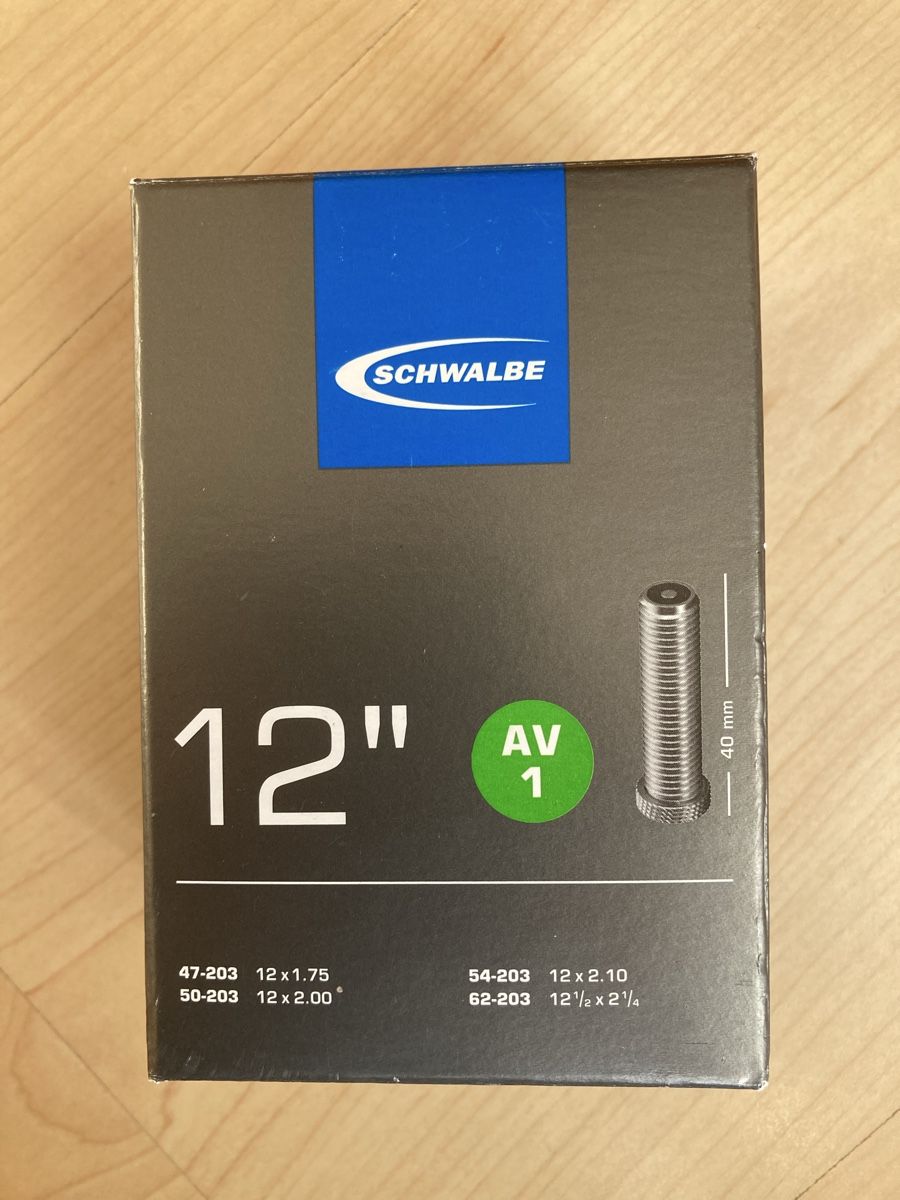 SCHWALBE
12"
AV
1
40 mm
47-203 12 x 1.75
50-203 12 x 2.00
54-203 12 x 2.10
62-203 12 1/2 x 2 1/4